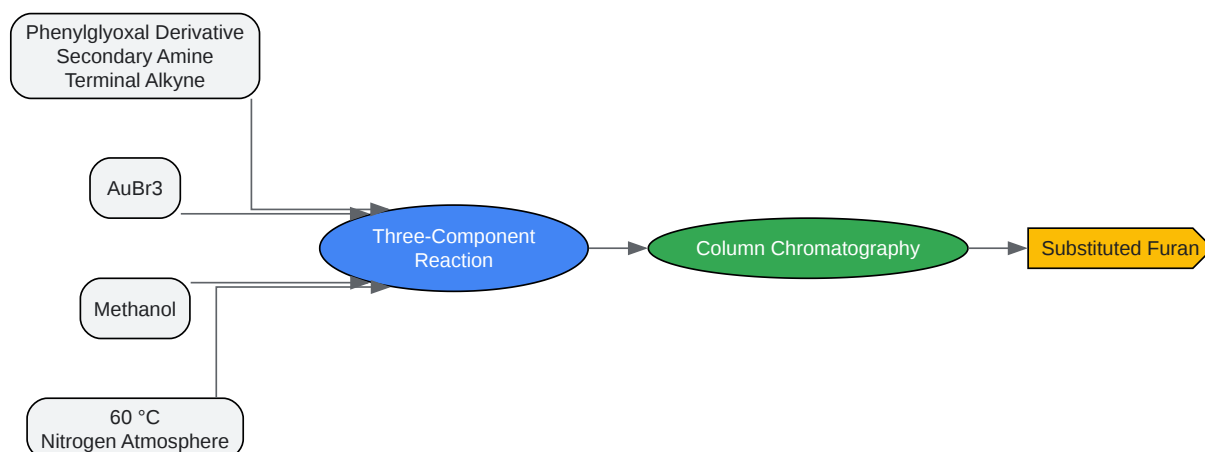 Phenylglyoxal Derivative
Secondary Amine
Terminal Alkyne
AuBr3
Methanol
60 °C
Nitrogen Atmosphere
Three-Component
Reaction
Column Chromatography
Substituted Furan